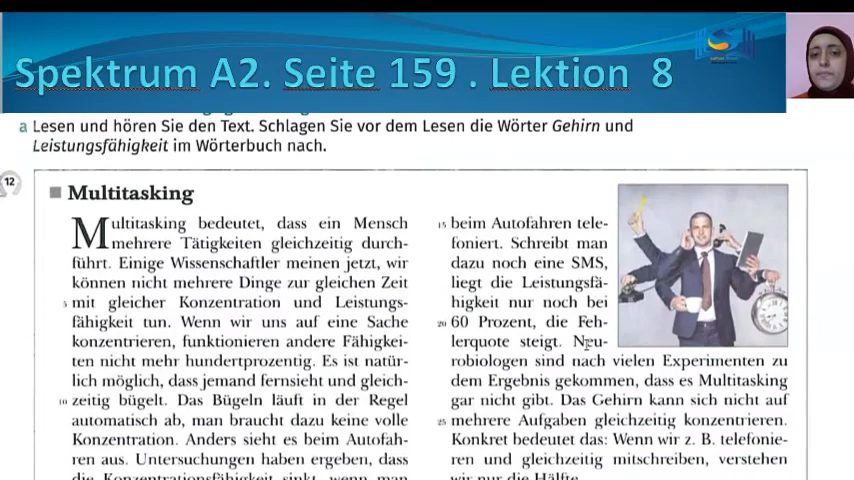 Spektrum A2. Seite 159 . Lektion 8
a Lesen und hören Sie den Text. Schlagen Sie vor dem Lesen die Wörter Gehirn und
Leistungsfähigkeit im Wörterbuch nach.
12
Multitasking
Multitasking bedeutet, dass ein Mensch
mehrere Tätigkeiten gleichzeitig durch-
führt. Einige Wissenschaftler meinen jetzt, wir
können nicht mehrere Dinge zur gleichen Zeit
5 mit gleicher Konzentration und Leistungs-
fähigkeit tun. Wenn wir uns auf eine Sache
konzentrieren, funktionieren andere Fähigkei-
ten nicht mehr hundertprozentig. Es ist natür-
lich möglich, dass jemand fernsieht und gleich-
10 zeitig bügelt. Das Bügeln läuft in der Regel
automatisch ab, man braucht dazu keine volle
Konzentration. Anders sieht es beim Autofah-
ren aus. Untersuchungen haben ergeben, dass
die Konzentrationsfähigkeit sinkt, wenn man
15 beim Autofahren tele-
foniert. Schreibt man
dazu noch eine SMS,
liegt die Leistungsfä-
higkeit nur noch bei
20 60 Prozent, die Feh-
lerquote steigt. Neu-
robiologen sind nach vielen Experimenten zu
dem Ergebnis gekommen, dass es Multitasking
gar nicht gibt. Das Gehirn kann sich nicht auf
25 mehrere Aufgaben gleichzeitig konzentrieren.
Konkret bedeutet das: Wenn wir z. B. telefonie-
ren und gleichzeitig mitschreiben, verstehen
wir nur die Hälfte.